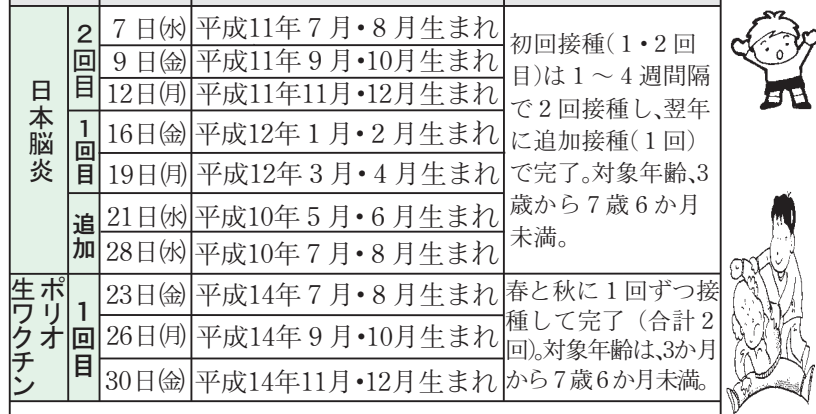 日本脳炎
2回目
7日㈬ 平成11年7月・8月生まれ
9日㈮ 平成11年9月・10月生まれ
12日㈪ 平成11年11月・12月生まれ
1回目
16日㈮ 平成12年1月・2月生まれ
19日㈪ 平成12年3月・4月生まれ
追加
21日㈬ 平成10年5月・6月生まれ
28日㈬ 平成10年7月・8月生まれ
初回接種(1・2回
目)は1～4週間隔
で2回接種し、翌年
に追加接種(1回)
で完了。対象年齢、3
歳から7歳6か月
未満。
ポリオ
生ワクチン
1回目
23日㈮ 平成14年7月・8月生まれ
26日㈪ 平成14年9月・10月生まれ
30日㈮ 平成14年11月・12月生まれ
春と秋に1回ずつ接
種して完了（合計2
回)。対象年齢は、3か月
から7歳6か月未満。